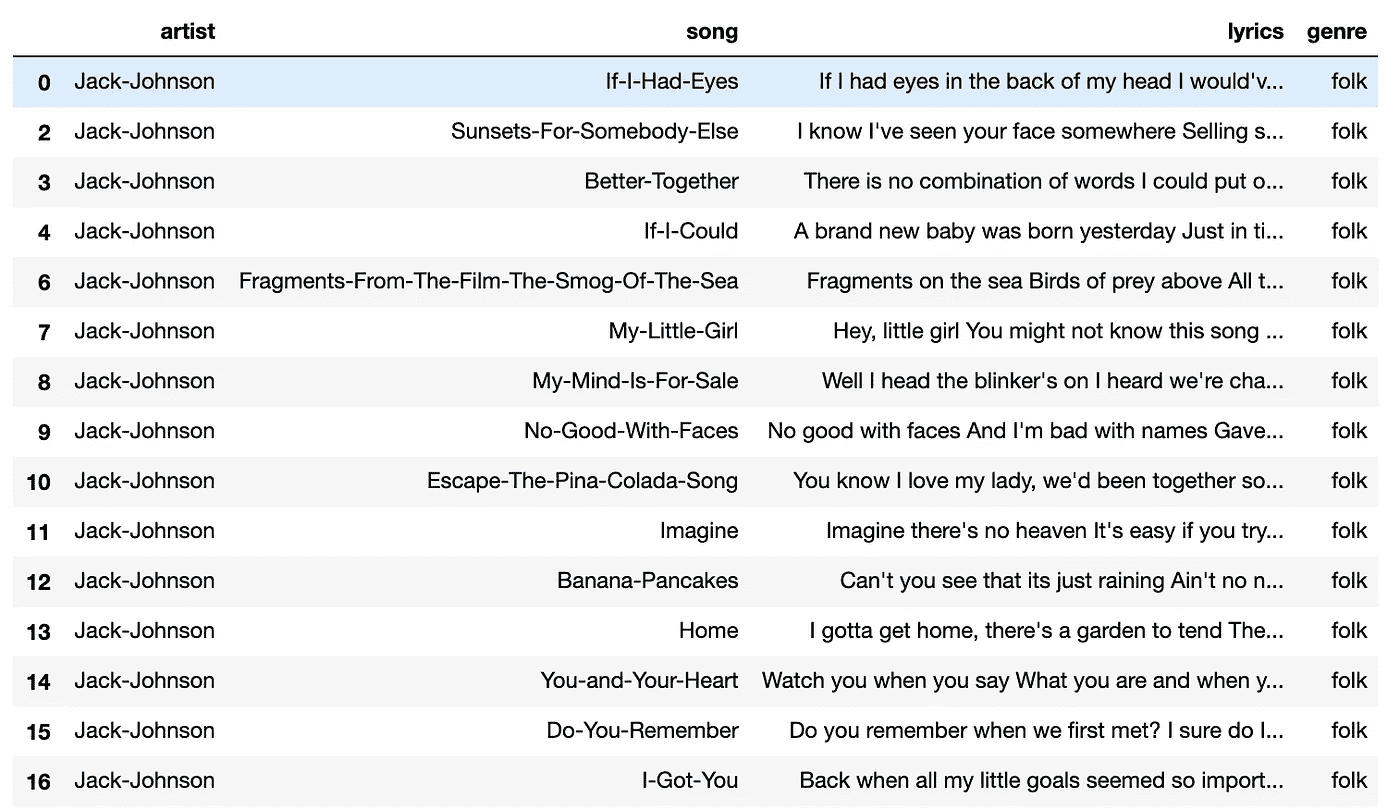 artist song lyrics genre
0 Jack-Johnson If-I-Had-Eyes If I had eyes in the back of my head I would'v... folk
2 Jack-Johnson Sunsets-For-Somebody-Else I know I've seen your face somewhere Selling s... folk
3 Jack-Johnson Better-Together There is no combination of words I could put o... folk
4 Jack-Johnson If-I-Could A brand new baby was born yesterday Just in ti... folk
6 Jack-Johnson Fragments-From-The-Film-The-Smog-Of-The-Sea Fragments on the sea Birds of prey above All t... folk
7 Jack-Johnson My-Little-Girl Hey, little girl You might not know this song ... folk
8 Jack-Johnson My-Mind-Is-For-Sale Well I head the blinker's on I heard we're cha... folk
9 Jack-Johnson No-Good-With-Faces No good with faces And I'm bad with names Gave... folk
10 Jack-Johnson Escape-The-Pina-Colada-Song You know I love my lady, we'd been together so... folk
11 Jack-Johnson Imagine Imagine there's no heaven It's easy if you try... folk
12 Jack-Johnson Banana-Pancakes Can't you see that its just raining Ain't no n... folk
13 Jack-Johnson Home I gotta get home, there's a garden to tend The... folk
14 Jack-Johnson You-and-Your-Heart Watch you when you say What you are and when y... folk
15 Jack-Johnson Do-You-Remember Do you remember when we first met? I sure do I... folk
16 Jack-Johnson I-Got-You Back when all my little goals seemed so import... folk